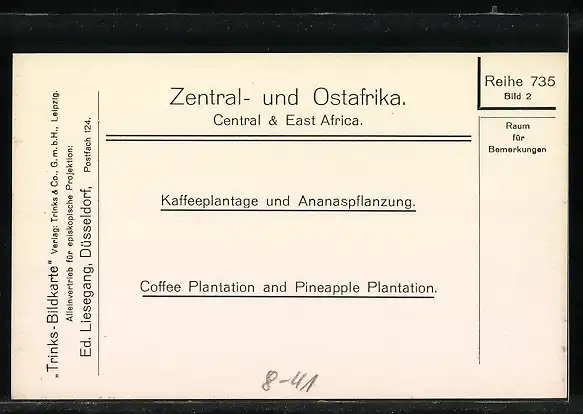 „Trinks-Bildkarte“ Verlag: Trinks & Co., G. m. b. H., Leipzig.
Alleinvertrieb für episkopische Projektion:
Ed. Liesegang, Düsseldorf, Postfach 124.
Zentral- und Ostafrika.
Central & East Africa.
Kaffeeplantage und Ananaspflanzung.
Coffee Plantation and Pineapple Plantation.
Reihe 735
Bild 2
Raum
für
Bemerkungen
8-41